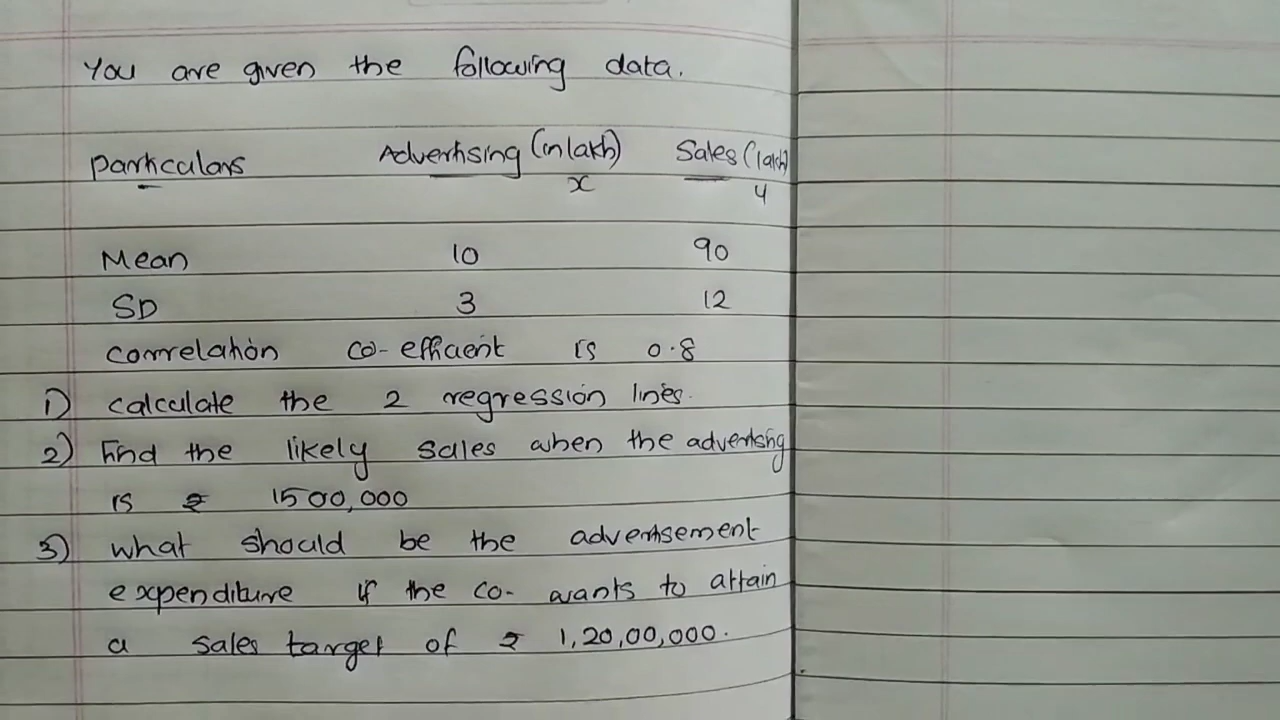 You are given the following data.
Particulars Advertising (in lakh) Sales (lakh)
x y
Mean 10 90
SD 3 12
Correlation co-efficient is 0.8
1) calculate the 2 regression lines.
2) Find the likely sales when the advertising
is ₹ 1500,000
3) what should be the advertisement
expenditure if the co- wants to attain
a sales target of ₹ 1,20,00,000.